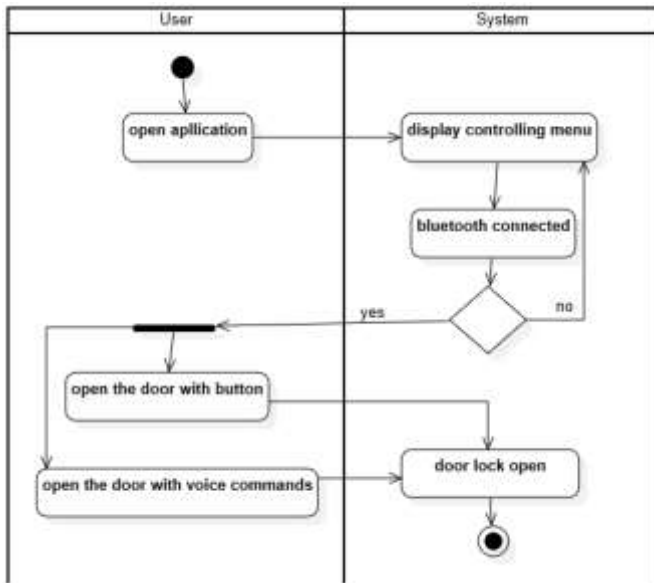 User
System
open apllication
display controlling menu
bluetooth connected
yes
no
open the door with button
door lock open
open the door with voice commands